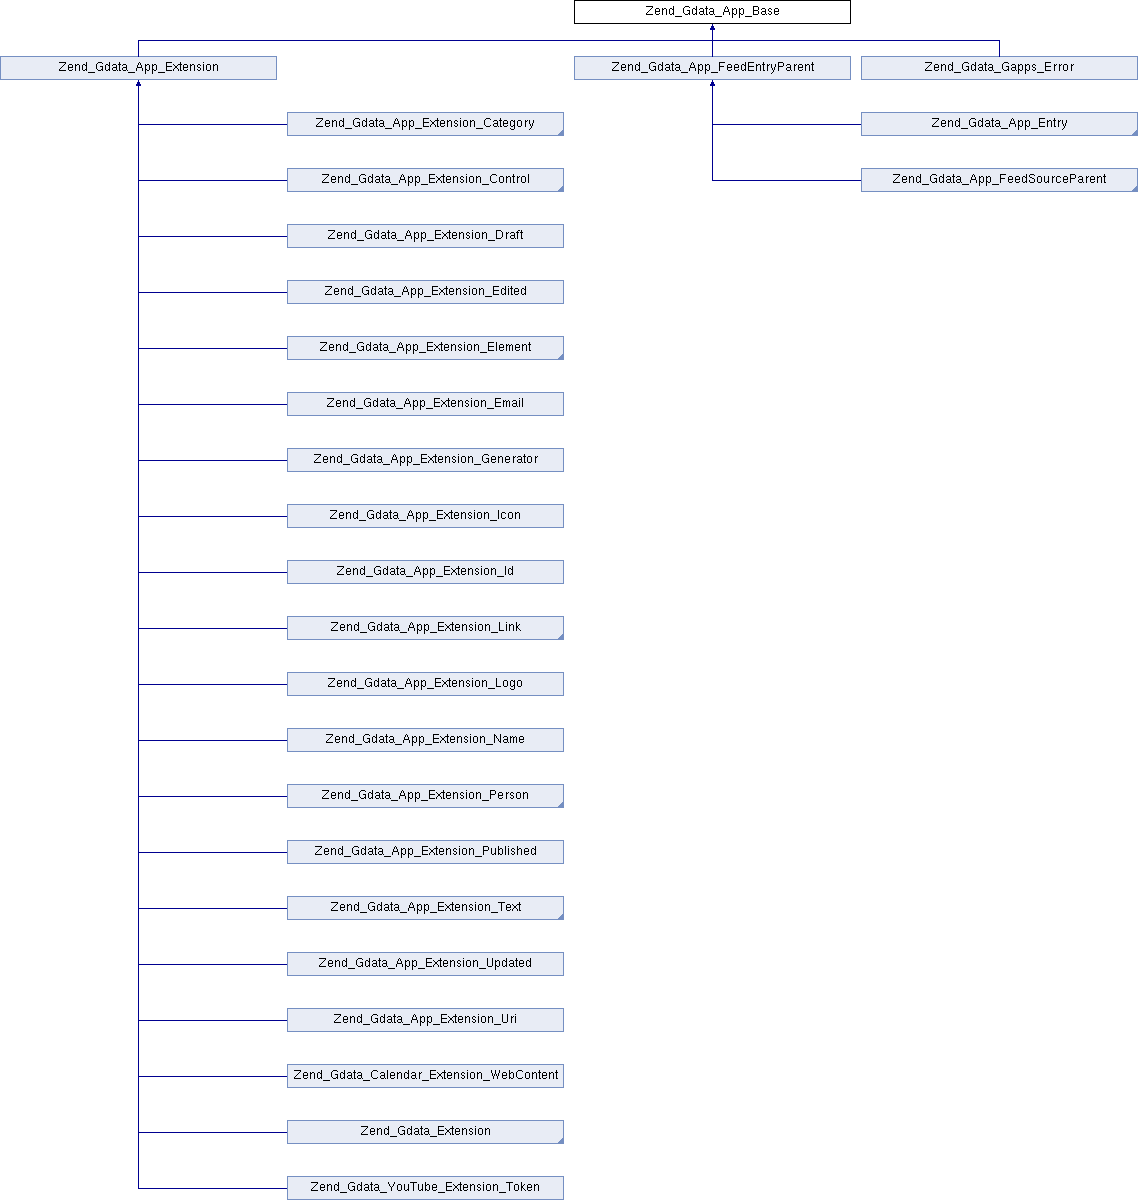 Zend_Gdata_App_Base
Zend_Gdata_App_Extension
Zend_Gdata_App_FeedEntryParent
Zend_Gdata_Gapps_Error
Zend_Gdata_App_Extension_Category
Zend_Gdata_App_Entry
Zend_Gdata_App_Extension_Control
Zend_Gdata_App_FeedSourceParent
Zend_Gdata_App_Extension_Draft
Zend_Gdata_App_Extension_Edited
Zend_Gdata_App_Extension_Element
Zend_Gdata_App_Extension_Email
Zend_Gdata_App_Extension_Generator
Zend_Gdata_App_Extension_Icon
Zend_Gdata_App_Extension_Id
Zend_Gdata_App_Extension_Link
Zend_Gdata_App_Extension_Logo
Zend_Gdata_App_Extension_Name
Zend_Gdata_App_Extension_Person
Zend_Gdata_App_Extension_Published
Zend_Gdata_App_Extension_Text
Zend_Gdata_App_Extension_Updated
Zend_Gdata_App_Extension_Uri
Zend_Gdata_Calendar_Extension_WebContent
Zend_Gdata_Extension
Zend_Gdata_YouTube_Extension_Token